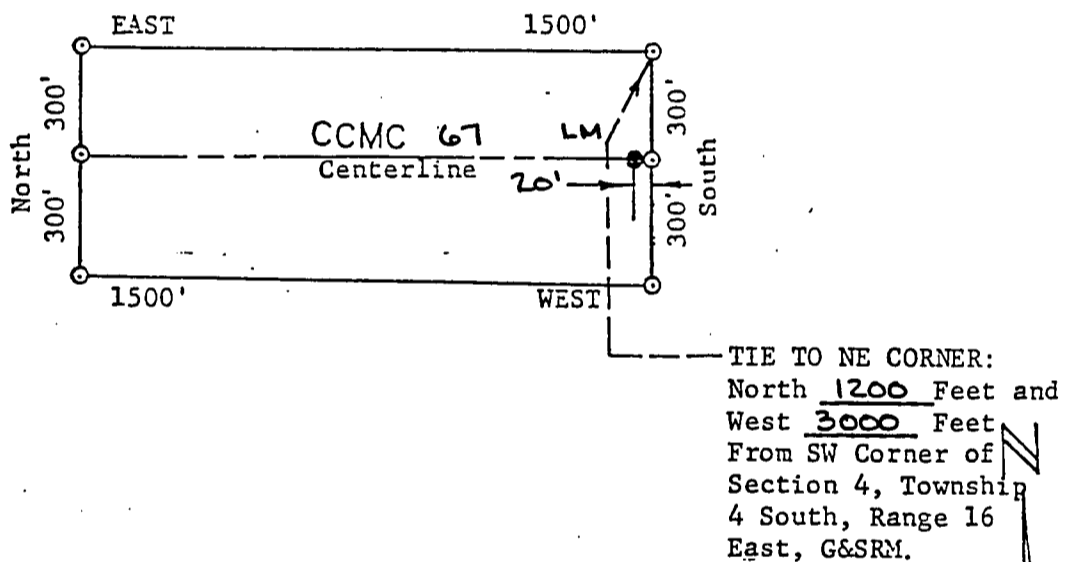 EAST 1500'
300' 300'
North CCMC 67 LM
Centerline
20'
South
300' 300'
1500' WEST
TIE TO NE CORNER:
North 1200 Feet and
West 3000 Feet
From SW Corner of
Section 4, Township
4 South, Range 16
East, G&SRM.
N